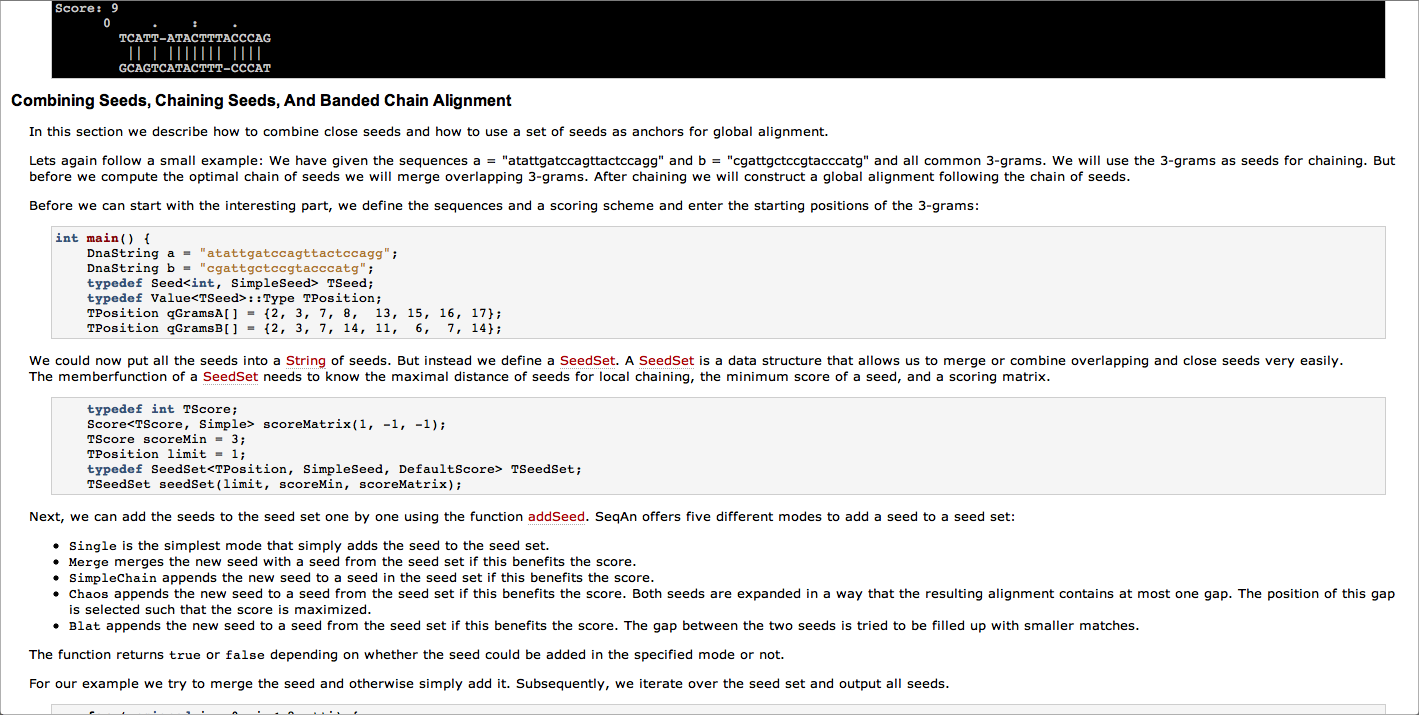 Score: 9
0 . : .
TCATT-ATACTTTACCCAG
|| | ||||||| ||||
GCAGTCATACTTT-CCCAT
Combining Seeds, Chaining Seeds, And Banded Chain Alignment
In this section we describe how to combine close seeds and how to use a set of seeds as anchors for global alignment.
Lets again follow a small example: We have given the sequences a = "atattgatccagttactccagg" and b = "cgattgctccgtacccatg" and all common 3-grams. We will use the 3-grams as seeds for chaining. But
before we compute the optimal chain of seeds we will merge overlapping 3-grams. After chaining we will construct a global alignment following the chain of seeds.
Before we can start with the interesting part, we define the sequences and a scoring scheme and enter the starting positions of the 3-grams:
int main() {
DnaString a = "atattgatccagttactccagg";
DnaString b = "cgattgctccgtacccatg";
typedef Seed<int, SimpleSeed> TSeed;
typedef Value<TSeed>::Type TPosition;
TPosition qGramsA[] = {2, 3, 7, 8, 13, 15, 16, 17};
TPosition qGramsB[] = {2, 3, 7, 14, 11, 6, 7, 14};
We could now put all the seeds into a String of seeds. But instead we define a SeedSet. A SeedSet is a data structure that allows us to merge or combine overlapping and close seeds very easily.
The memberfunction of a SeedSet needs to know the maximal distance of seeds for local chaining, the minimum score of a seed, and a scoring matrix.
typedef int TScore;
Score<TScore, Simple> scoreMatrix(1, -1, -1);
TScore scoreMin = 3;
TPosition limit = 1;
typedef SeedSet<TPosition, SimpleSeed, DefaultScore> TSeedSet;
TSeedSet seedSet(limit, scoreMin, scoreMatrix);
Next, we can add the seeds to the seed set one by one using the function addSeed. SeqAn offers five different modes to add a seed to a seed set:
• Single is the simplest mode that simply adds the seed to the seed set.
• Merge merges the new seed with a seed from the seed set if this benefits the score.
• SimpleChain appends the new seed to a seed in the seed set if this benefits the score.
• Chaos appends the new seed to a seed from the seed set if this benefits the score. Both seeds are expanded in a way that the resulting alignment contains at most one gap. The position of this gap
is selected such that the score is maximized.
• Blat appends the new seed to a seed from the seed set if this benefits the score. The gap between the two seeds is tried to be filled up with smaller matches.
The function returns true or false depending on whether the seed could be added in the specified mode or not.
For our example we try to merge the seed and otherwise simply add it. Subsequently, we iterate over the seed set and output all seeds.